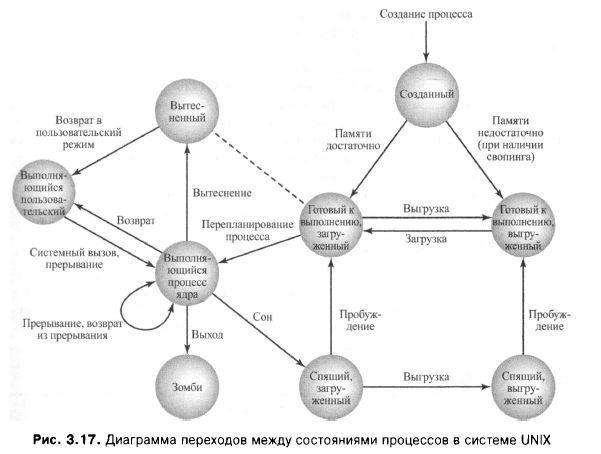 Создание процесса
Созданный
Вытес-
ненный
Возврат в
пользовательский
режим
Памяти
достаточно
Памяти
недостаточно
(при наличии
свопинга)
Выполня-
ющийся
пользова-
тельский
Вытеснение
Возврат
Перепланирование
процесса
Готовый к
выполнению,
загру-
женный
Выгрузка
Загрузка
Готовый к
выполнению,
выгру-
женный
Системный вызов,
прерывание
Выполня-
ющийся
процесс
ядра
Прерывание, возврат
из прерывания
Выход
Сон
Пробуж-
дение
Пробуж-
дение
Зомби
Спящий,
загру-
женный
Выгрузка
Спящий,
выгру-
женный
Рис. 3.17. Диаграмма переходов между состояниями процессов в системе UNIX